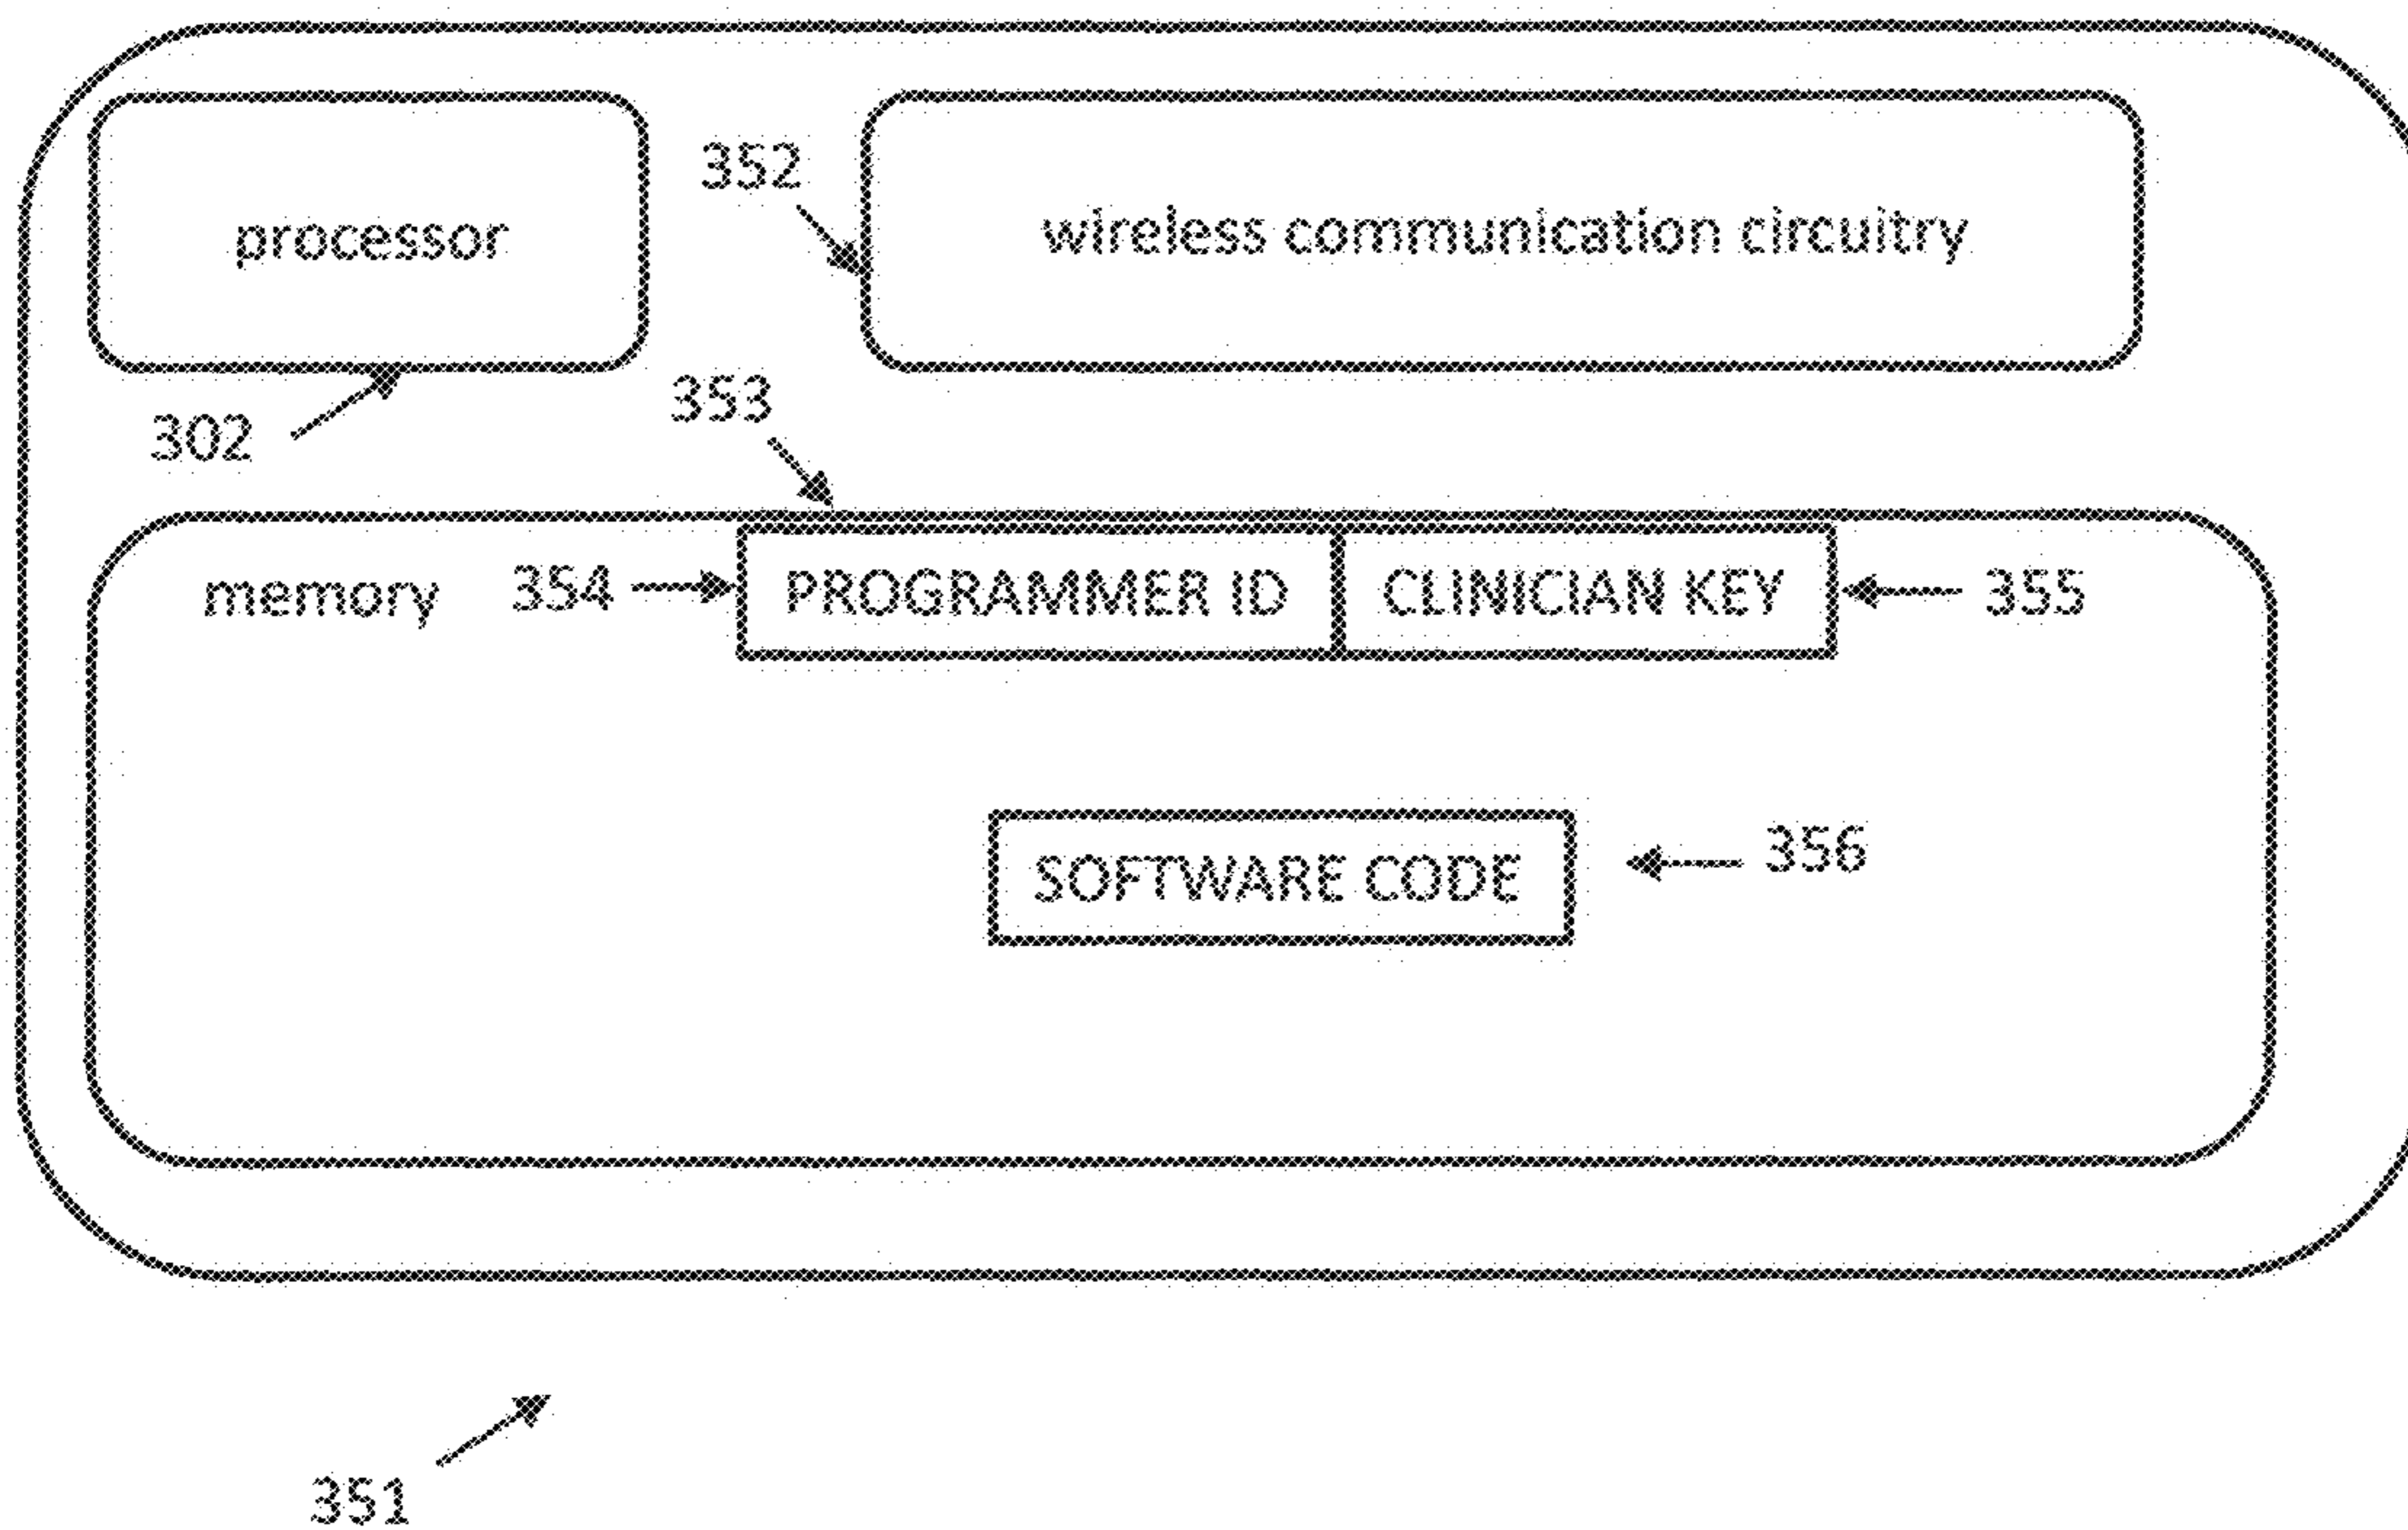 352
processor
wireless communication circuitry
353
302
memory
354
PROGRAMMER ID
CLINICIAN KEY
355
SOFTWARE CODE
356
351